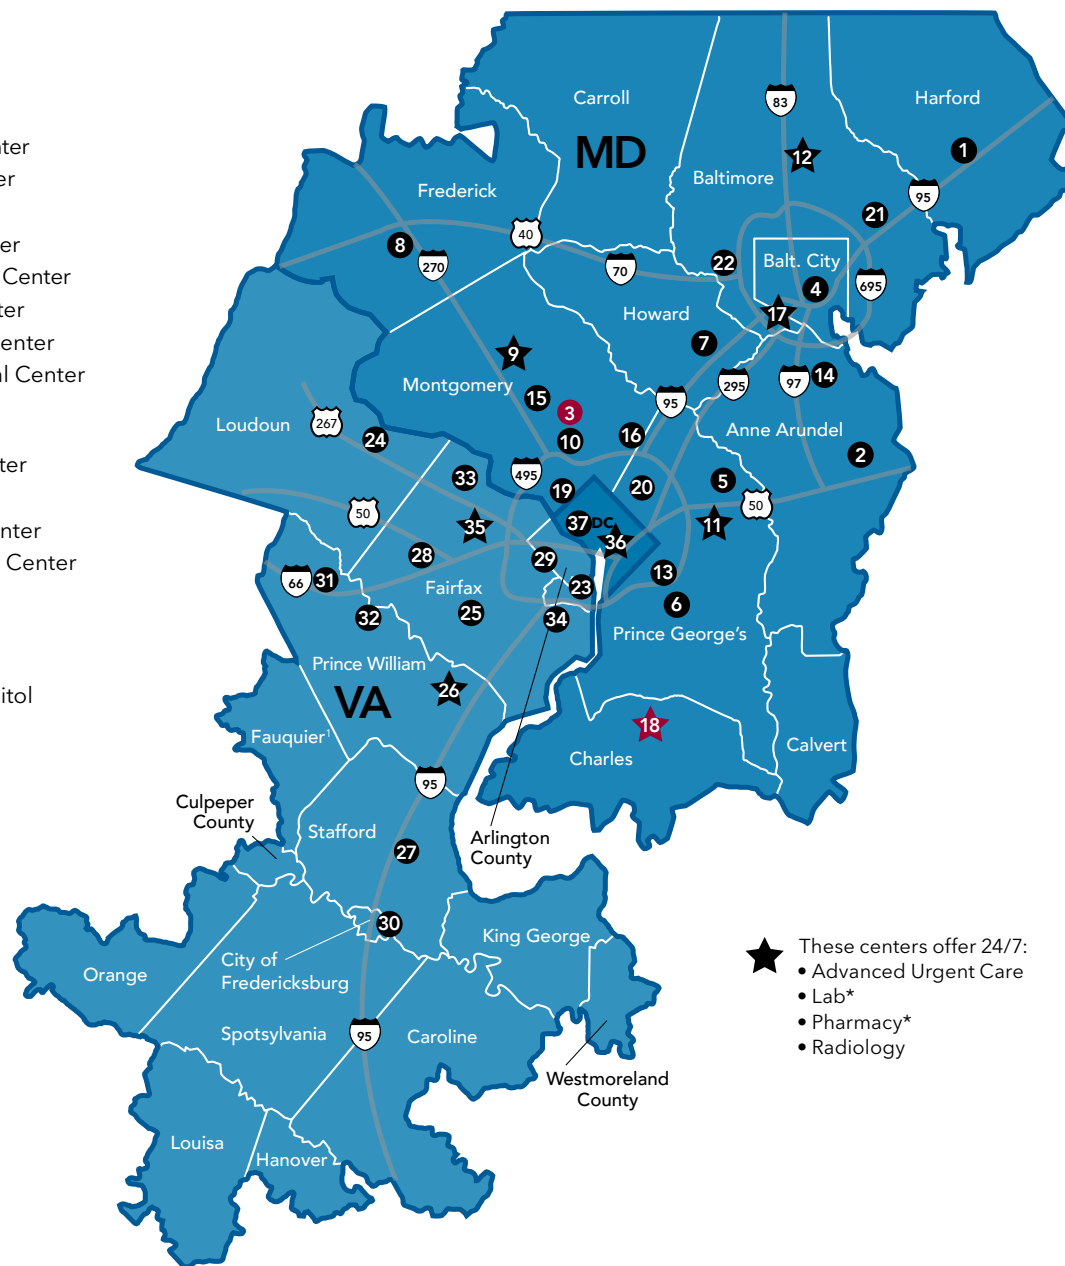 ter
er
er
Center
ter
enter
al Center
ter
nter
Center
itol
Carroll
83
Harford
MD
12
1
Baltimore
Frederick
95
21
40
8
270
70
22
Balt. City
4
695
17
Howard
7
9
Montgomery
15
3
95
295
97
14
Loudoun
267
24
10
16
Anne Arundel
2
33
495
19
20
5
50
50
35
37
DC
36
11
28
29
13
66
31
Fairfax
23
6
32
25
34
Prince George's
Prince William
26
VA
18
Fauquier1
Charles
Calvert
95
Culpeper
County
Stafford
27
Arlington
County
30
King George
City of
Fredericksburg
Orange
Spotsylvania
95
Caroline
Westmoreland
County
Louisa
Hanover
These centers offer 24/7:
• Advanced Urgent Care
• Lab*
• Pharmacy*
• Radiology